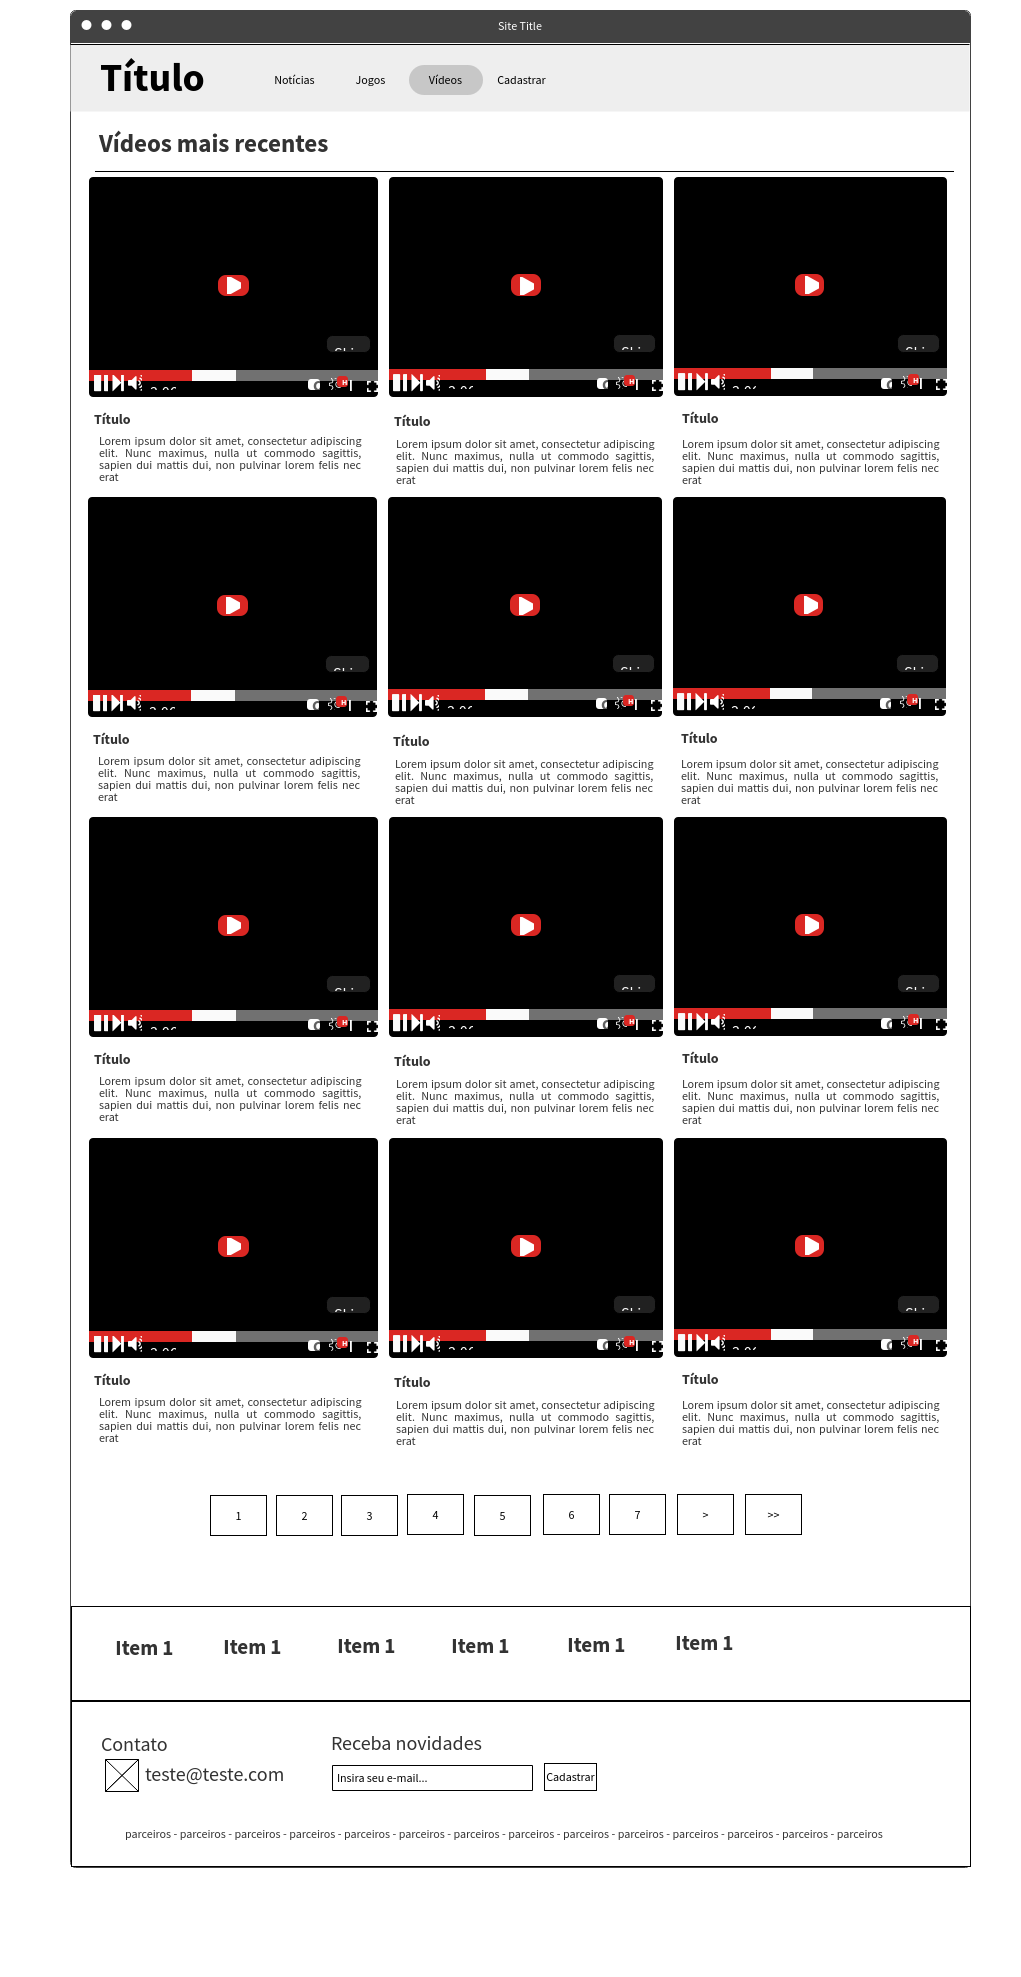 Site Title
Título
Notícias Jogos Vídeos Cadastrar
Vídeos mais recentes
Título
Lorem ipsum dolor sit amet, consectetur adipiscing
elit. Nunc maximus, nulla ut commodo sagittis,
sapien dui mattis dui, non pulvinar lorem felis nec
erat
Título
Lorem ipsum dolor sit amet, consectetur adipiscing
elit. Nunc maximus, nulla ut commodo sagittis,
sapien dui mattis dui, non pulvinar lorem felis nec
erat
Título
Lorem ipsum dolor sit amet, consectetur adipiscing
elit. Nunc maximus, nulla ut commodo sagittis,
sapien dui mattis dui, non pulvinar lorem felis nec
erat
Título
Lorem ipsum dolor sit amet, consectetur adipiscing
elit. Nunc maximus, nulla ut commodo sagittis,
sapien dui mattis dui, non pulvinar lorem felis nec
erat
Título
Lorem ipsum dolor sit amet, consectetur adipiscing
elit. Nunc maximus, nulla ut commodo sagittis,
sapien dui mattis dui, non pulvinar lorem felis nec
erat
Título
Lorem ipsum dolor sit amet, consectetur adipiscing
elit. Nunc maximus, nulla ut commodo sagittis,
sapien dui mattis dui, non pulvinar lorem felis nec
erat
Título
Lorem ipsum dolor sit amet, consectetur adipiscing
elit. Nunc maximus, nulla ut commodo sagittis,
sapien dui mattis dui, non pulvinar lorem felis nec
erat
Título
Lorem ipsum dolor sit amet, consectetur adipiscing
elit. Nunc maximus, nulla ut commodo sagittis,
sapien dui mattis dui, non pulvinar lorem felis nec
erat
Título
Lorem ipsum dolor sit amet, consectetur adipiscing
elit. Nunc maximus, nulla ut commodo sagittis,
sapien dui mattis dui, non pulvinar lorem felis nec
erat
Título
Lorem ipsum dolor sit amet, consectetur adipiscing
elit. Nunc maximus, nulla ut commodo sagittis,
sapien dui mattis dui, non pulvinar lorem felis nec
erat
Título
Lorem ipsum dolor sit amet, consectetur adipiscing
elit. Nunc maximus, nulla ut commodo sagittis,
sapien dui mattis dui, non pulvinar lorem felis nec
erat
Título
Lorem ipsum dolor sit amet, consectetur adipiscing
elit. Nunc maximus, nulla ut commodo sagittis,
sapien dui mattis dui, non pulvinar lorem felis nec
erat
1 2 3 4 5 6 7 > >>
Item 1 Item 1 Item 1 Item 1 Item 1 Item 1
Contato
teste@teste.com
Receba novidades
Insira seu e-mail... Cadastrar
parceiros - parceiros - parceiros - parceiros - parceiros - parceiros - parceiros - parceiros - parceiros - parceiros - parceiros - parceiros - parceiros - parceiros